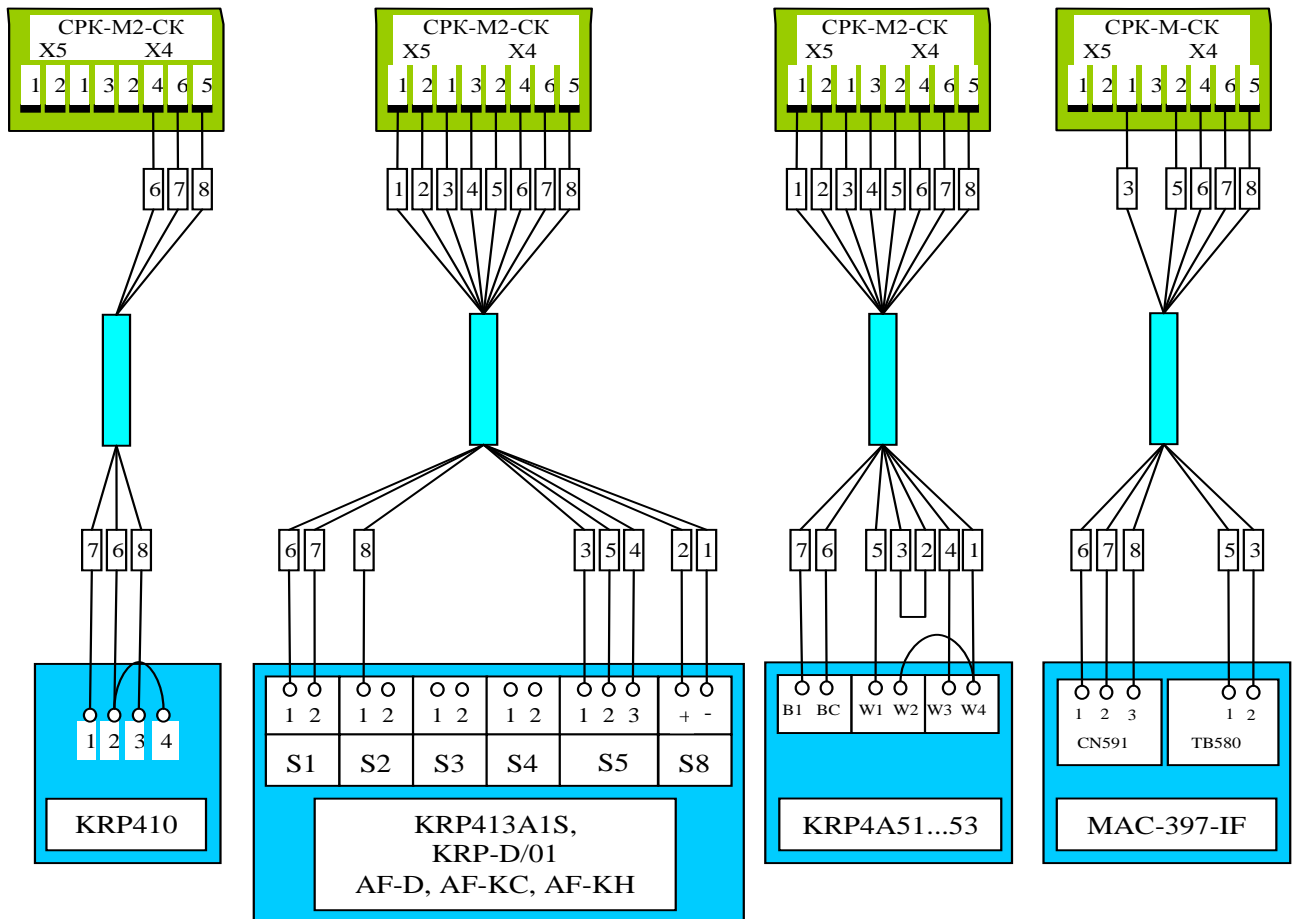 СРК-М2-СК
X5 X4
1 2 1 3 2 4 6 5
6 7 8
7 6 8
1 2 3 4
KRP410
СРК-М2-СК
X5 X4
1 2 1 3 2 4 6 5
1 2 3 4 5 6 7 8
6 7 8 3 5 4 2 1
1 2 1 2 1 2 1 2 1 2 3 + -
S1 S2 S3 S4 S5 S8
KRP413A1S,
KRP-D/01
AF-D, AF-KC, AF-KH
СРК-М2-СК
X5 X4
1 2 1 3 2 4 6 5
1 2 3 4 5 6 7 8
7 6 5 3 2 4 1
B1 BC W1 W2 W3 W4
KRP4A51...53
СРК-М-СК
X5 X4
1 2 1 3 2 4 6 5
3 5 6 7 8
6 7 8 5 3
1 2 3 1 2
CN591 TB580
MAC-397-IF